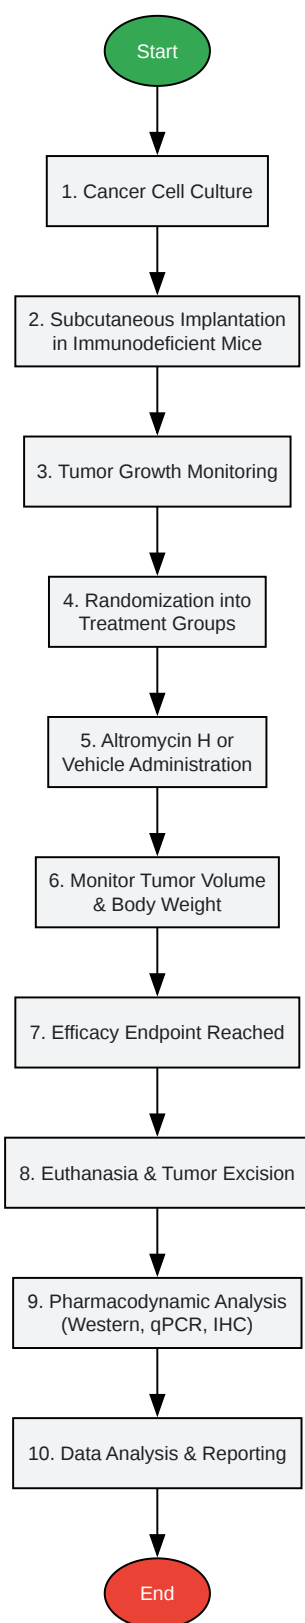 Start
1. Cancer Cell Culture
2. Subcutaneous Implantation
in Immunodeficient Mice
3. Tumor Growth Monitoring
4. Randomization into
Treatment Groups
5. Altromycin H or
Vehicle Administration
6. Monitor Tumor Volume
& Body Weight
7. Efficacy Endpoint Reached
8. Euthanasia & Tumor Excision
9. Pharmacodynamic Analysis
(Western, qPCR, IHC)
10. Data Analysis & Reporting
End